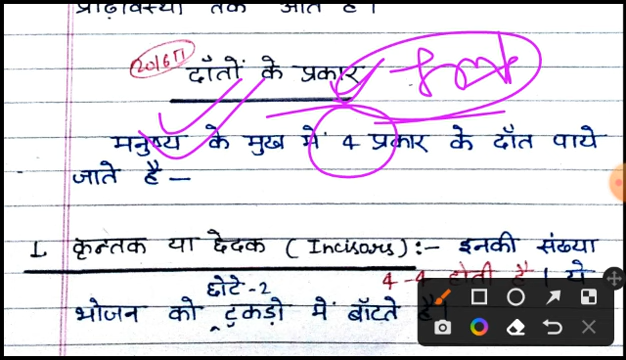 प्रौढ़ावस्था तक आते हैं।
2016 П
दाँतों के प्रकार
मनुष्य के मुख में 4 प्रकार के दाँत पाये
जाते है —
1. कृन्तक या छेदक ( Incisors ) :- इनकी संख्या
4-4 होती है । ये
छोटे-2
भोजन को टुकड़ो में बाँटते है।